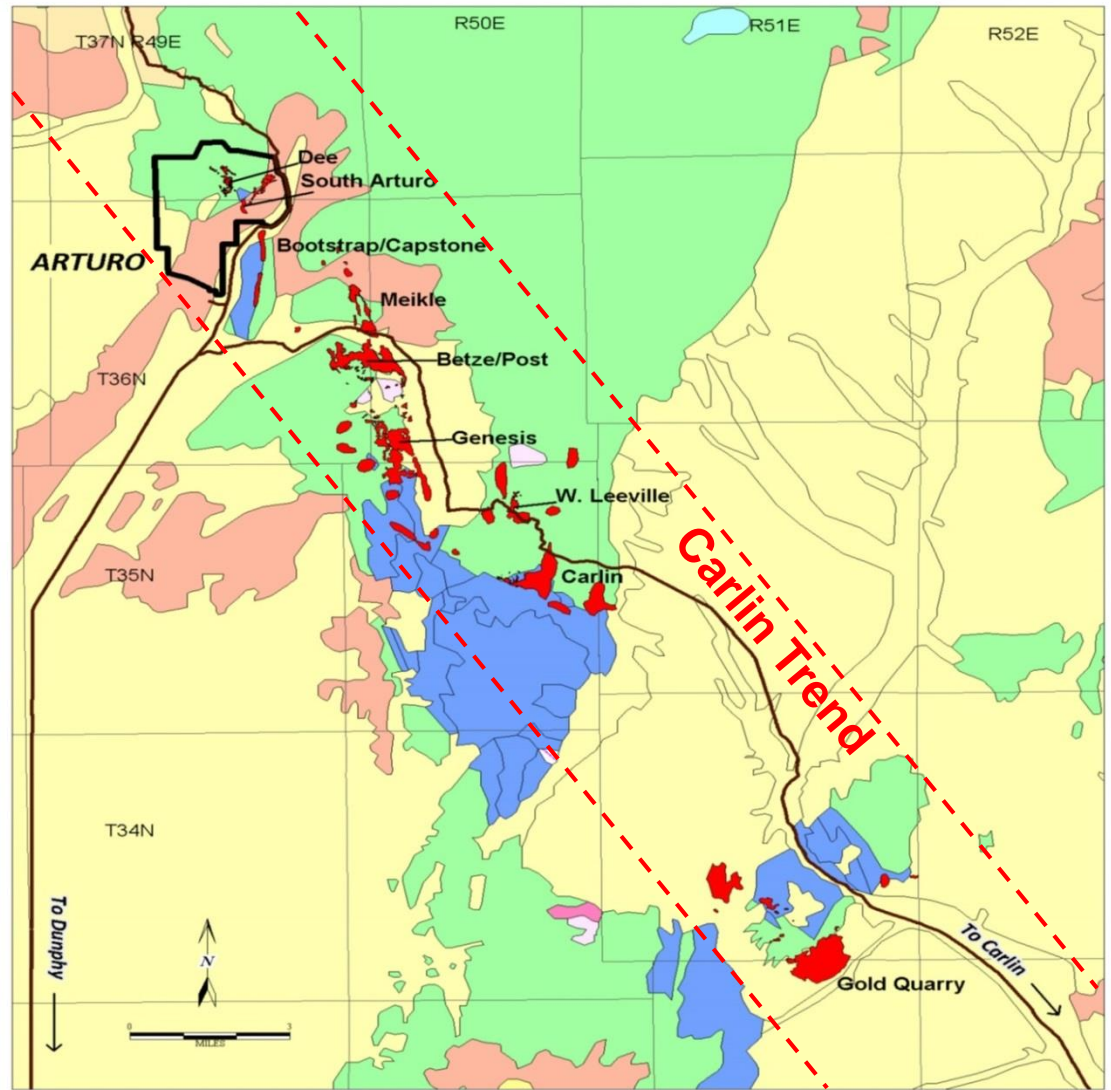 T37N R49E
R50E
R51E
R52E
Dee
South Arturo
ARTURO
Bootstrap/Capstone
Meikle
Betze/Post
T36N
Genesis
W. Leeville
Carlin Trend
T35N
Carlin
T34N
To Dunphy
N
0 3
MILES
To Carlin
Gold Quarry